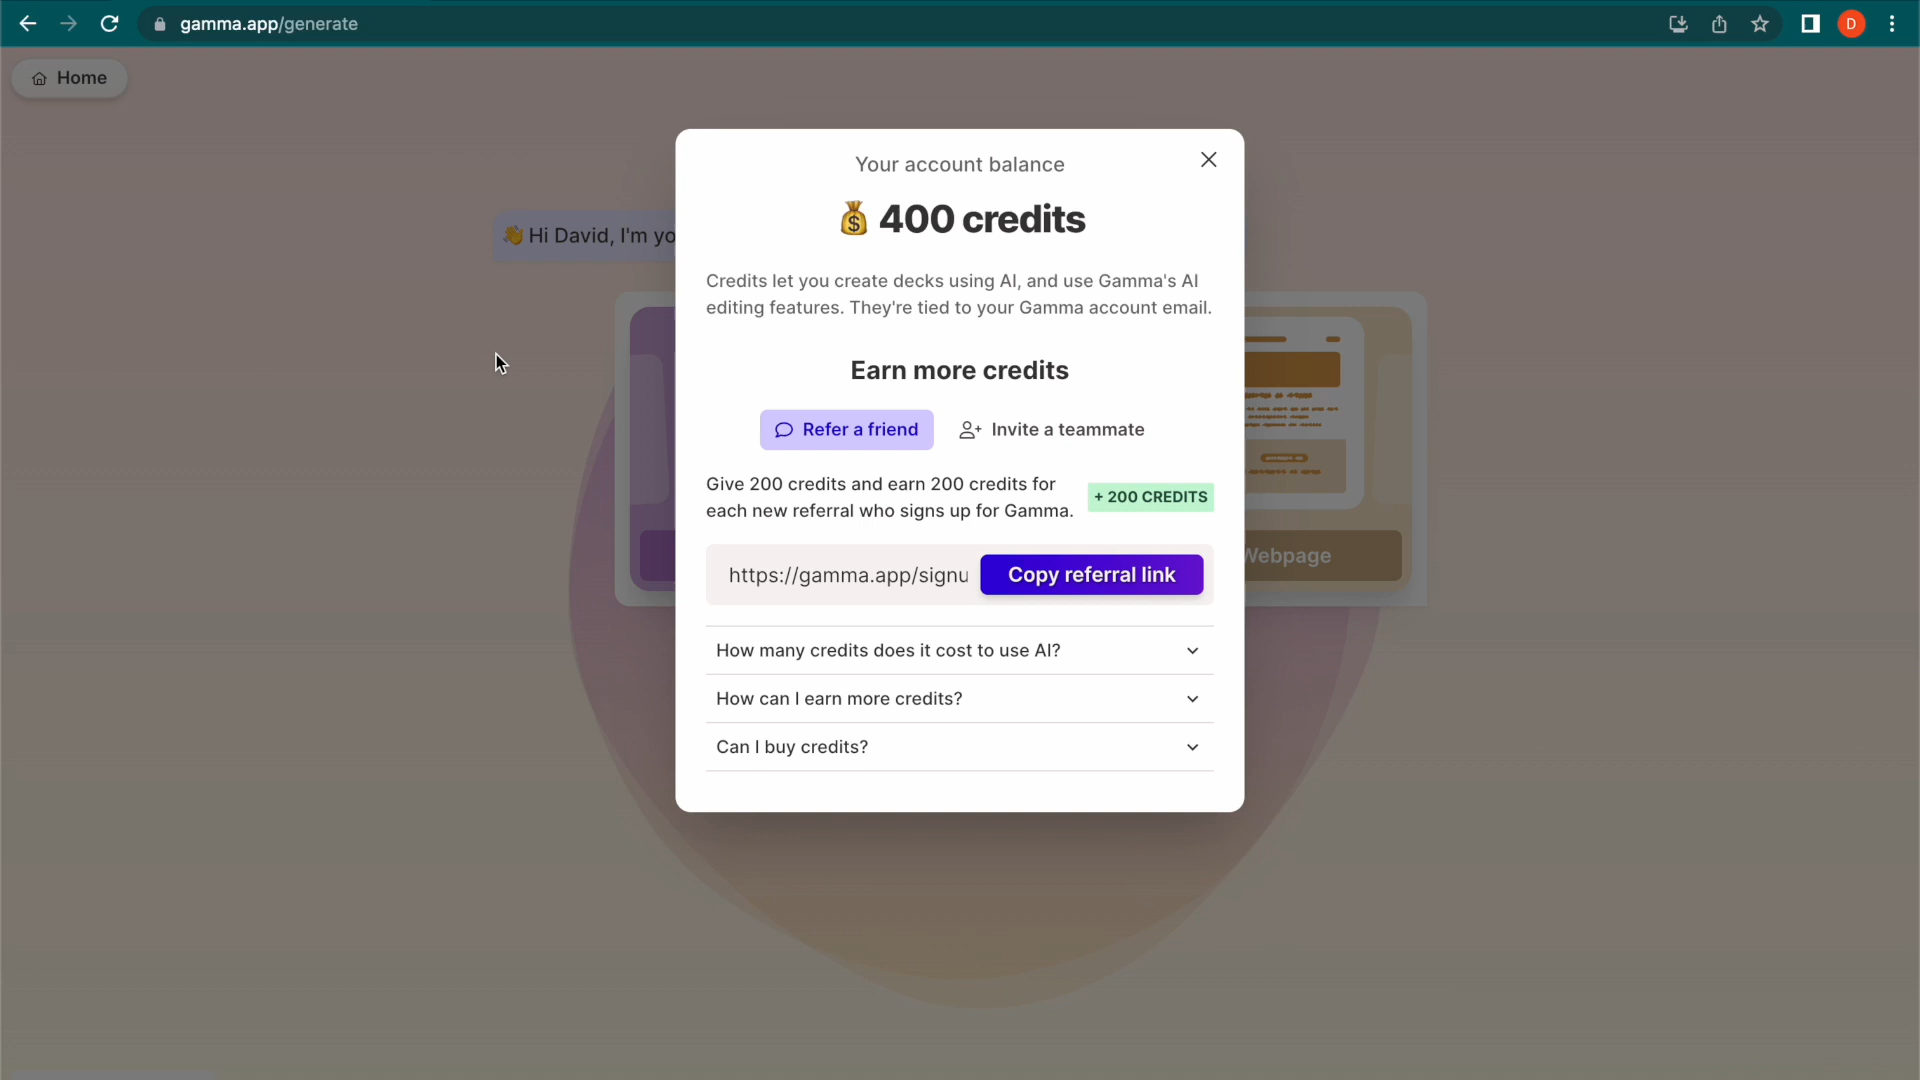 gamma.app/generate
D
Home
Your account balance
400 credits
👋 Hi David, I'm yo
Credits let you create decks using AI, and use Gamma's AI
editing features. They're tied to your Gamma account email.
Earn more credits
Refer a friend
Invite a teammate
Give 200 credits and earn 200 credits for
each new referral who signs up for Gamma.
+ 200 CREDITS
https://gamma.app/signu
Copy referral link
Webpage
How many credits does it cost to use AI?
How can I earn more credits?
Can I buy credits?